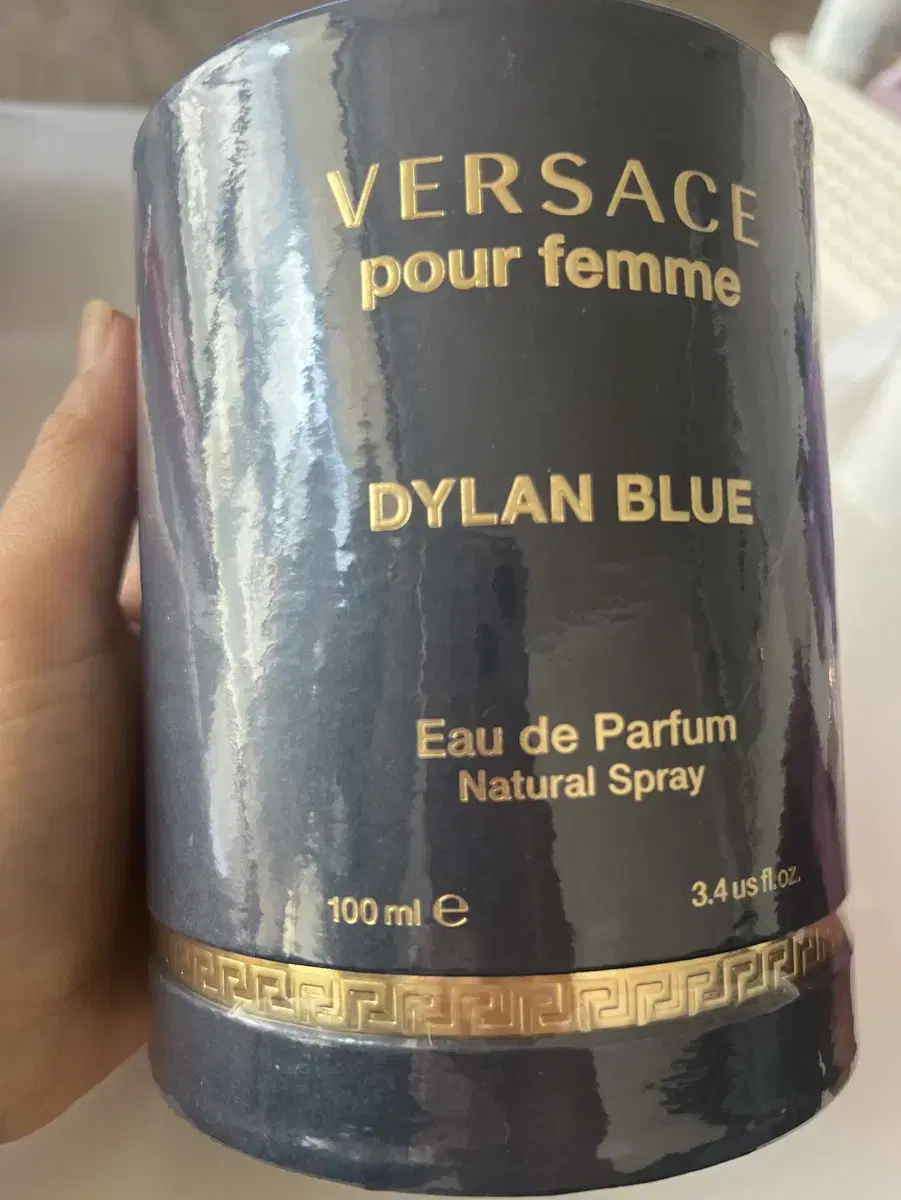 VERSACE
pour femme
DYLAN BLUE
Eau de Parfum
Natural Spray
100 ml ℮
3.4 us fl.oz.